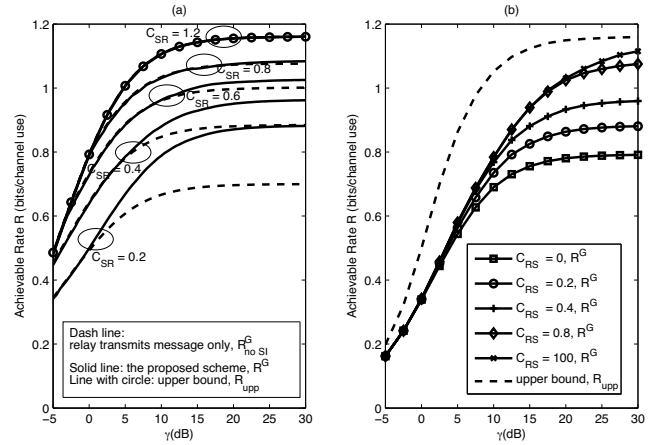 (a)
1.2
1
0.8
0.6
0.4
0.2
0
−5
0
5
10
15
20
25
30
Achievable Rate R (bits/channel use)
γ(dB)
C_SR = 1.2
C_SR = 0.8
C_SR = 0.6
C_SR = 0.4
C_SR = 0.2
Dash line:
relay transmits message only, R^G_no SI
Solid line: the proposed scheme, R^G
Line with circle: upper bound, R_upp
(b)
1.2
1
0.8
0.6
0.4
0.2
0
−5
0
5
10
15
20
25
30
Achievable Rate R (bits/channel use)
γ(dB)
C_RS = 0, R^G
C_RS = 0.2, R^G
C_RS = 0.4, R^G
C_RS = 0.8, R^G
C_RS = 100, R^G
upper bound, R_upp